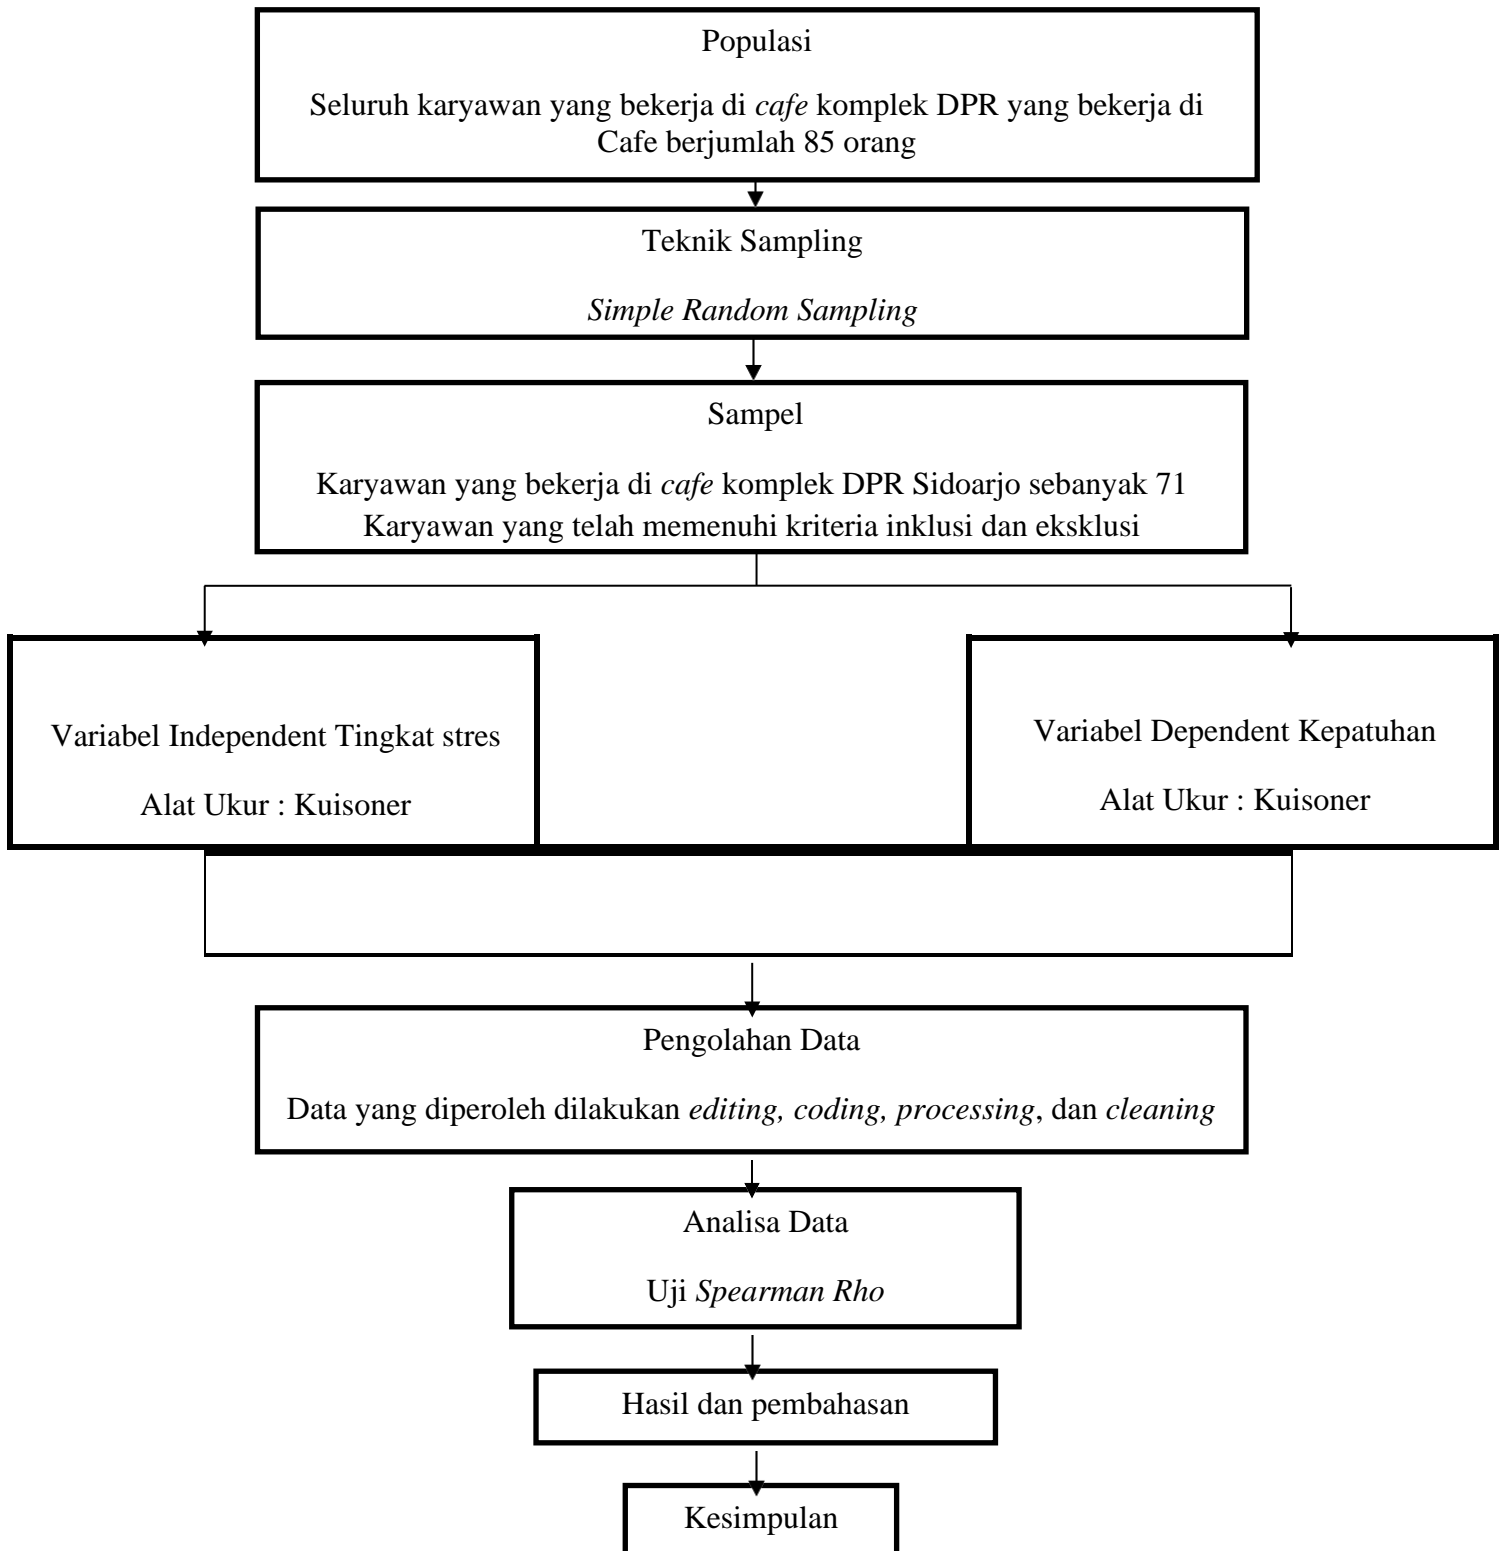 Populasi
Seluruh karyawan yang bekerja di cafe komplek DPR yang bekerja di
Cafe berjumlah 85 orang
Teknik Sampling
Simple Random Sampling
Sampel
Karyawan yang bekerja di cafe komplek DPR Sidoarjo sebanyak 71
Karyawan yang telah memenuhi kriteria inklusi dan eksklusi
Variabel Independent Tingkat stres
Alat Ukur : Kuisoner
Variabel Dependent Kepatuhan
Alat Ukur : Kuisoner
Pengolahan Data
Data yang diperoleh dilakukan editing, coding, processing, dan cleaning
Analisa Data
Uji Spearman Rho
Hasil dan pembahasan
Kesimpulan